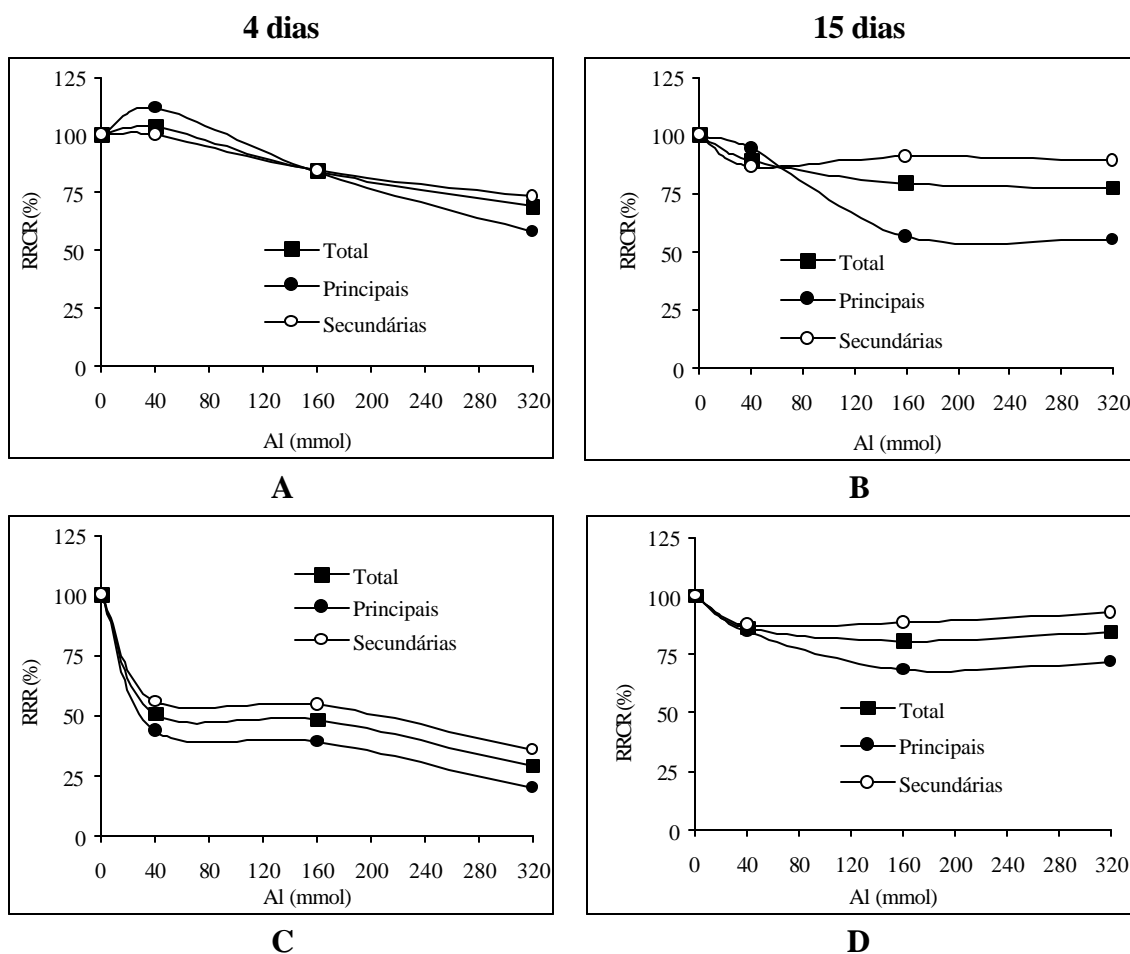 4 dias
15 dias
125
100
75
50
25
0
RRCR (%)
Total
Principais
Secundárias
0 40 80 120 160 200 240 280 320
Al (mmol)
A
125
100
75
50
25
0
RRCR (%)
Total
Principais
Secundárias
0 40 80 120 160 200 240 280 320
Al (mmol)
B
125
100
75
50
25
0
RRR (%)
Total
Principais
Secundárias
0 40 80 120 160 200 240 280 320
Al (mmol)
C
125
100
75
50
25
0
RRCR (%)
Total
Principais
Secundárias
0 40 80 120 160 200 240 280 320
Al (mmol)
D